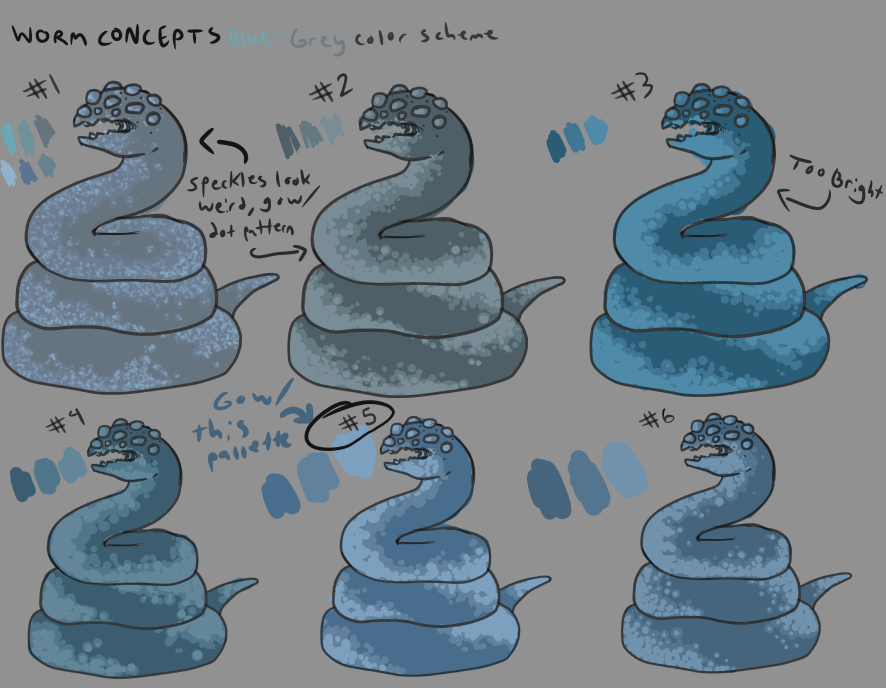 WORM CONCEPTS Blue-Grey color scheme
#1
#2
#3
speckles look
weird, go w/
dot pattern
Too Bright
#4
Go w/
this
pallette
#5
#6